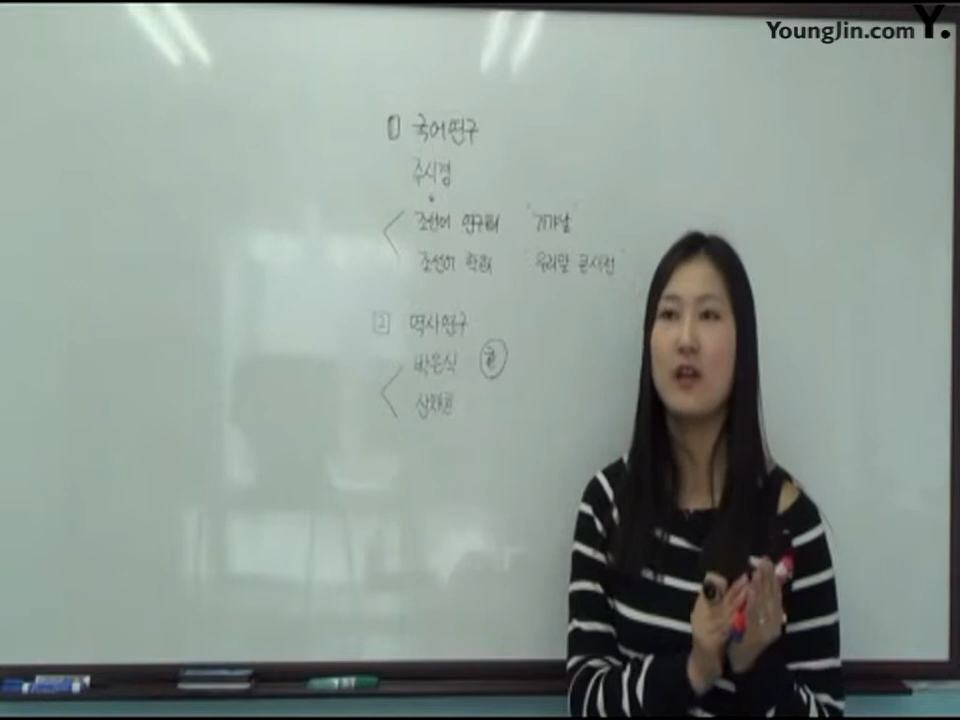 YoungJin.com Y.
1 국어연구
주시경
조선어 연구회 "가갸날"
조선어 학회 "우리말 큰사전"
2 역사연구
박은식 혼
신채호